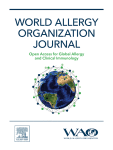 WORLD ALLERGY
ORGANIZATION
JOURNAL
Open Access for Global Allergy
and Clinical Immunology
WAO